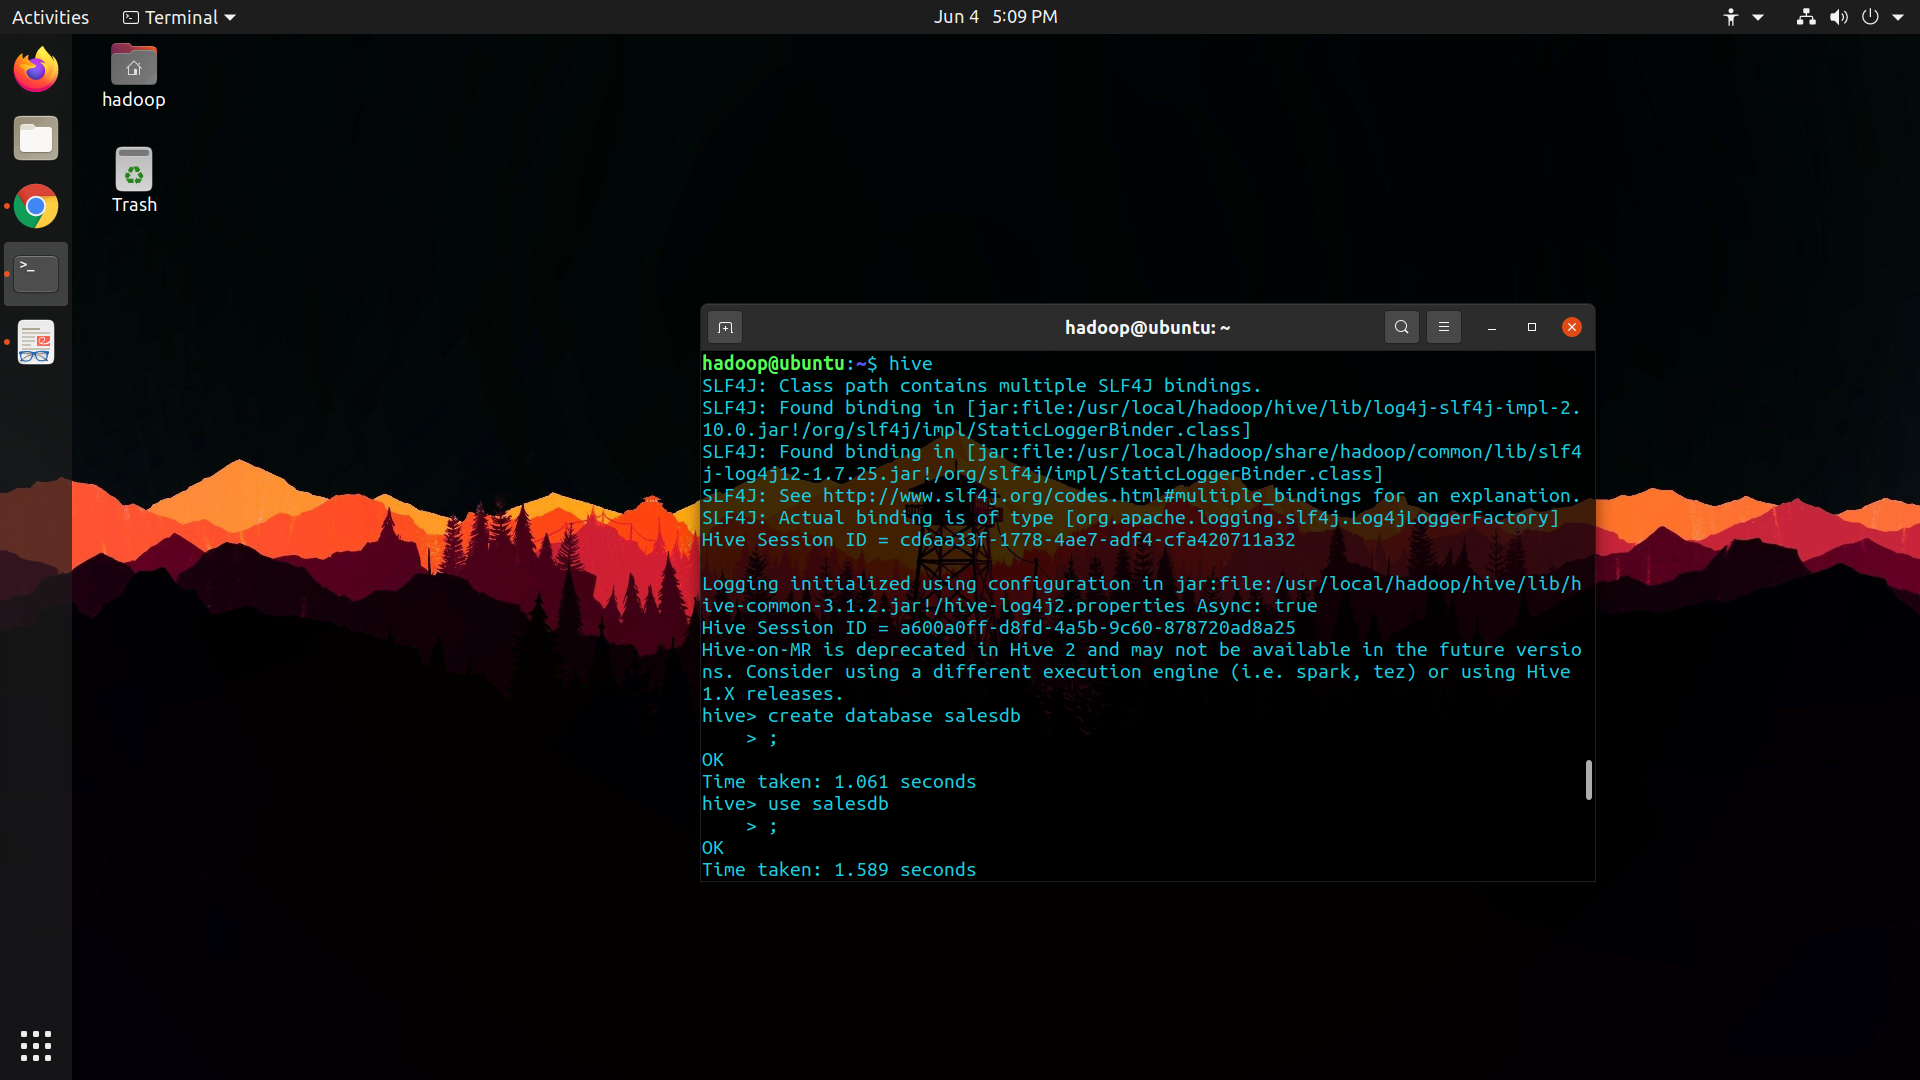 Activities
Terminal
Jun 4 5:09 PM
hadoop
Trash
>_
hadoop@ubuntu: ~
hadoop@ubuntu:~$ hive
SLF4J: Class path contains multiple SLF4J bindings.
SLF4J: Found binding in [jar:file:/usr/local/hadoop/hive/lib/log4j-slf4j-impl-2.
10.0.jar!/org/slf4j/impl/StaticLoggerBinder.class]
SLF4J: Found binding in [jar:file:/usr/local/hadoop/share/hadoop/common/lib/slf4
j-log4j12-1.7.25.jar!/org/slf4j/impl/StaticLoggerBinder.class]
SLF4J: See http://www.slf4j.org/codes.html#multiple_bindings for an explanation.
SLF4J: Actual binding is of type [org.apache.logging.slf4j.Log4jLoggerFactory]
Hive Session ID = cd6aa33f-1778-4ae7-adf4-cfa420711a32
Logging initialized using configuration in jar:file:/usr/local/hadoop/hive/lib/h
ive-common-3.1.2.jar!/hive-log4j2.properties Async: true
Hive Session ID = a600a0ff-d8fd-4a5b-9c60-878720ad8a25
Hive-on-MR is deprecated in Hive 2 and may not be available in the future versio
ns. Consider using a different execution engine (i.e. spark, tez) or using Hive
1.X releases.
hive> create database salesdb
    > ;
OK
Time taken: 1.061 seconds
hive> use salesdb
    > ;
OK
Time taken: 1.589 seconds